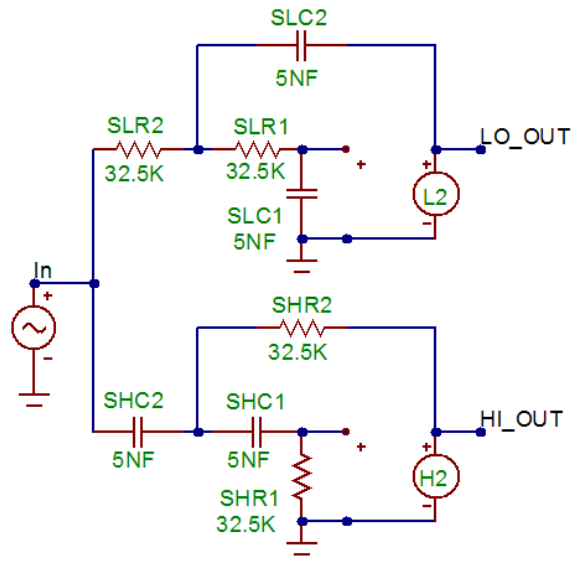 SLC2
5NF
SLR2
SLR1
LO_OUT
32.5K
32.5K
+
+
L2
SLC1
5NF
-
In
+
-
SHR2
32.5K
SHC2
SHC1
HI_OUT
+
+
5NF
5NF
H2
SHR1
32.5K
-